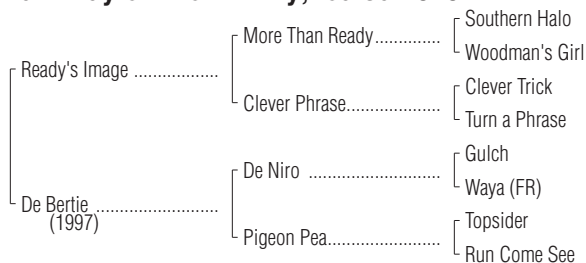 Southern Halo
More Than Ready..............
Woodman's Girl
Ready's Image ..................
Clever Trick
Clever Phrase.....................
Turn a Phrase
Gulch
De Niro ............................
Waya (FR)
De Bertie ..........................
(1997)
Topsider
Pigeon Pea.........................
Run Come See